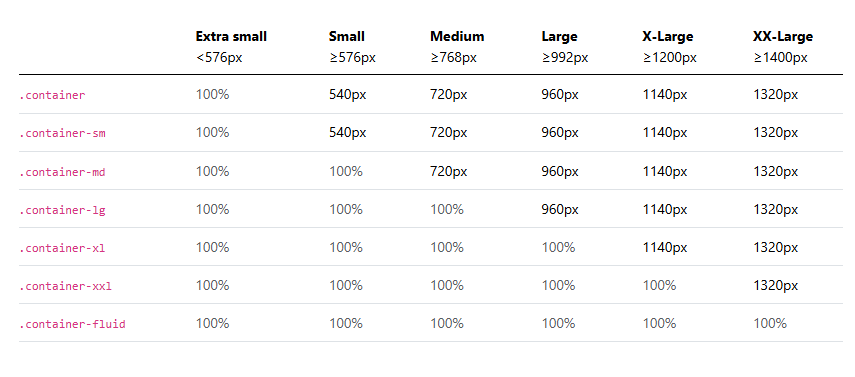 Extra small Small Medium Large X-Large XX-Large
<576px ≥576px ≥768px ≥992px ≥1200px ≥1400px
.container 100% 540px 720px 960px 1140px 1320px
.container-sm 100% 540px 720px 960px 1140px 1320px
.container-md 100% 100% 720px 960px 1140px 1320px
.container-lg 100% 100% 100% 960px 1140px 1320px
.container-xl 100% 100% 100% 100% 1140px 1320px
.container-xxl 100% 100% 100% 100% 100% 1320px
.container-fluid 100% 100% 100% 100% 100% 100%